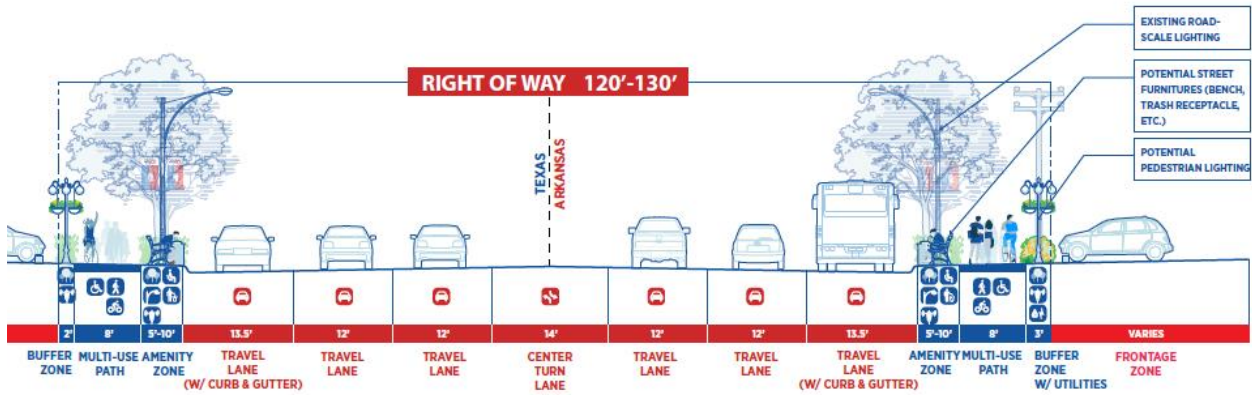 EXISTING ROAD-
SCALE LIGHTING
RIGHT OF WAY 120'-130'
POTENTIAL STREET
FURNITURES (BENCH,
TRASH RECEPTACLE,
ETC.)
POTENTIAL
PEDESTRIAN LIGHTING
TEXAS
ARKANSAS
2'
8'
5'-10'
13.5'
12'
12'
14'
12'
12'
13.5'
5'-10'
8'
3'
VARIES
BUFFER
ZONE
MULTI-USE
PATH
AMENITY
ZONE
TRAVEL
LANE
(W/ CURB & GUTTER)
TRAVEL
LANE
TRAVEL
LANE
CENTER
TURN
LANE
TRAVEL
LANE
TRAVEL
LANE
TRAVEL
LANE
(W/ CURB & GUTTER)
AMENITY
ZONE
MULTI-USE
PATH
BUFFER
ZONE
W/ UTILITIES
FRONTAGE
ZONE